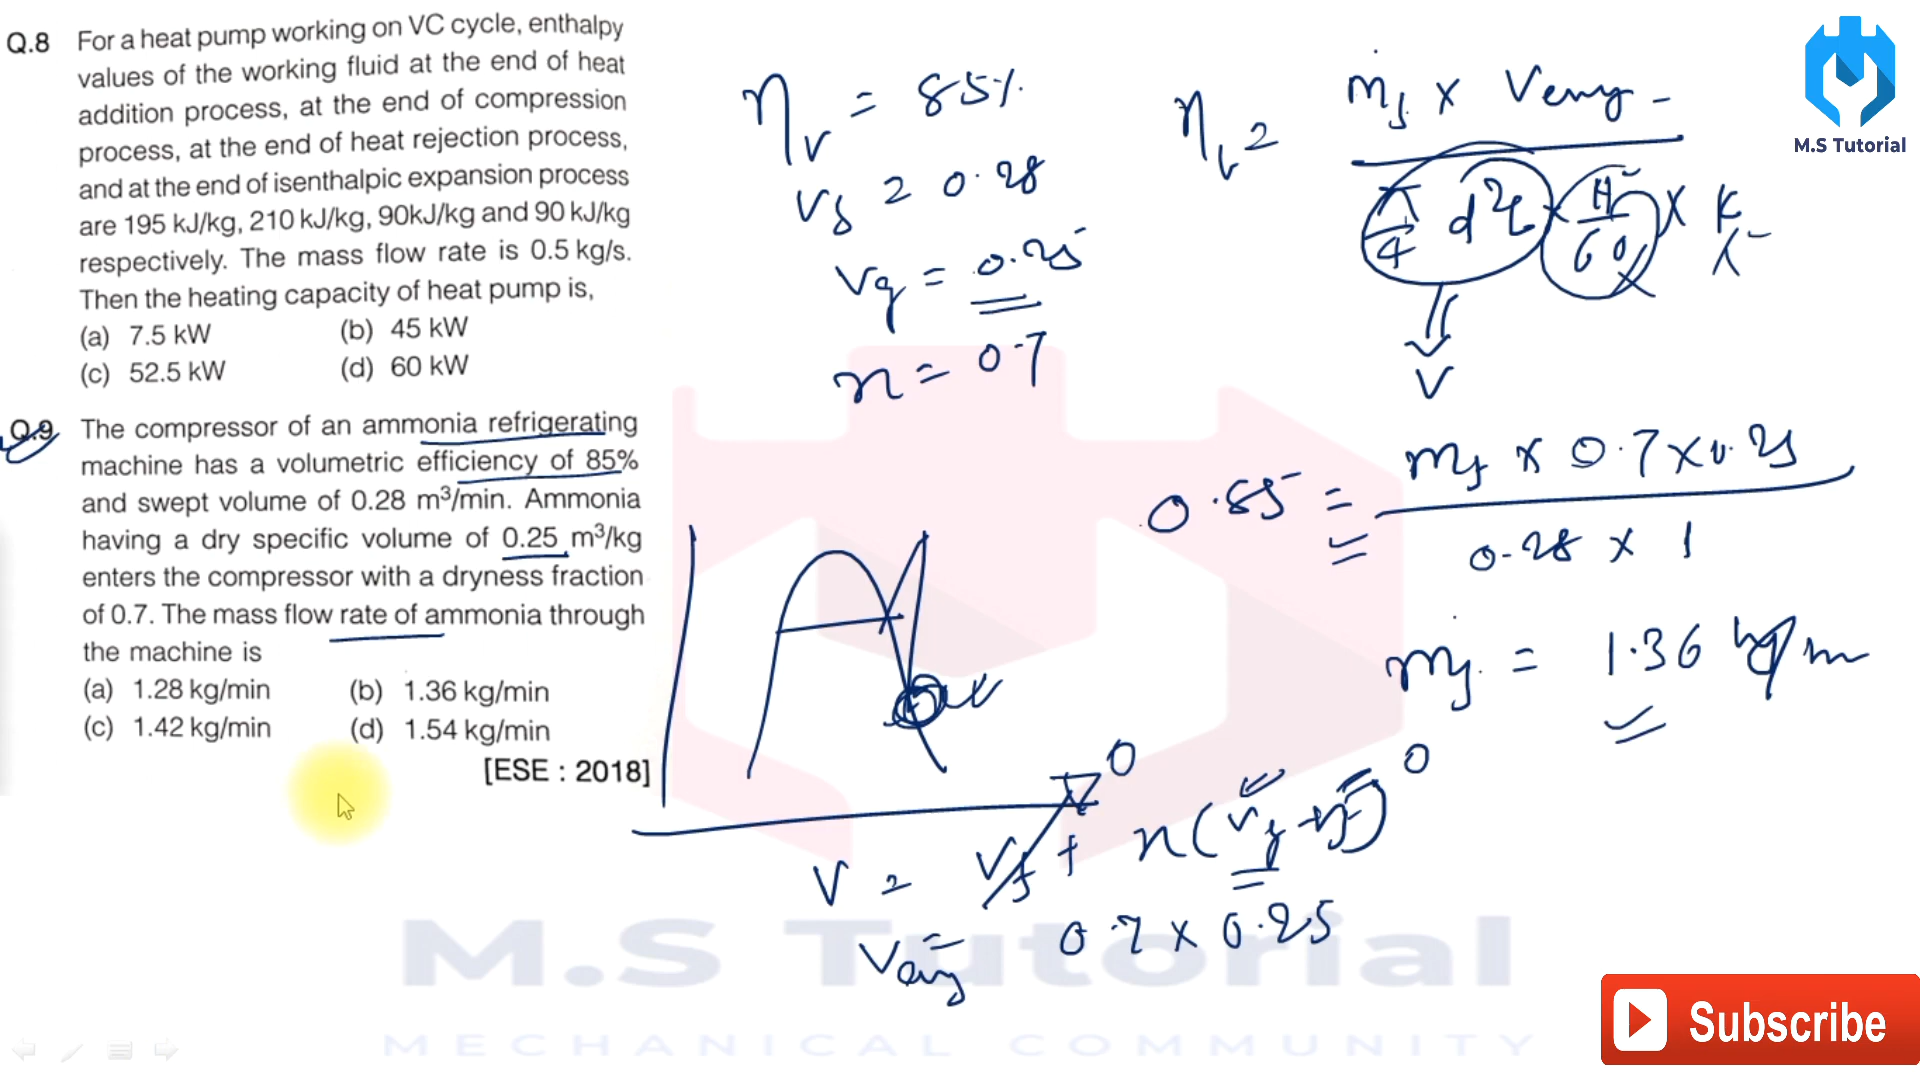 Q.8 For a heat pump working on VC cycle, enthalpy
values of the working fluid at the end of heat
addition process, at the end of compression
process, at the end of heat rejection process,
and at the end of isenthalpic expansion process
are 195 kJ/kg, 210 kJ/kg, 90kJ/kg and 90 kJ/kg
respectively. The mass flow rate is 0.5 kg/s.
Then the heating capacity of heat pump is,
(a) 7.5 kW (b) 45 kW
(c) 52.5 kW (d) 60 kW
Q.9 The compressor of an ammonia refrigerating
machine has a volumetric efficiency of 85%
and swept volume of 0.28 m³/min. Ammonia
having a dry specific volume of 0.25 m³/kg
enters the compressor with a dryness fraction
of 0.7. The mass flow rate of ammonia through
the machine is
(a) 1.28 kg/min (b) 1.36 kg/min
(c) 1.42 kg/min (d) 1.54 kg/min
[ESE : 2018]
ηv = 85%
vs = 0.28
vg = 0.25
x = 0.7
V
0.85 = mf x 0.7 x 0.25
0.28 x 1
mf = 1.36 kg/m
0
0
0.7 x 0.25
M.S Tutorial
M.S Tutorial
MECHANICAL COMMUNITY
Subscribe